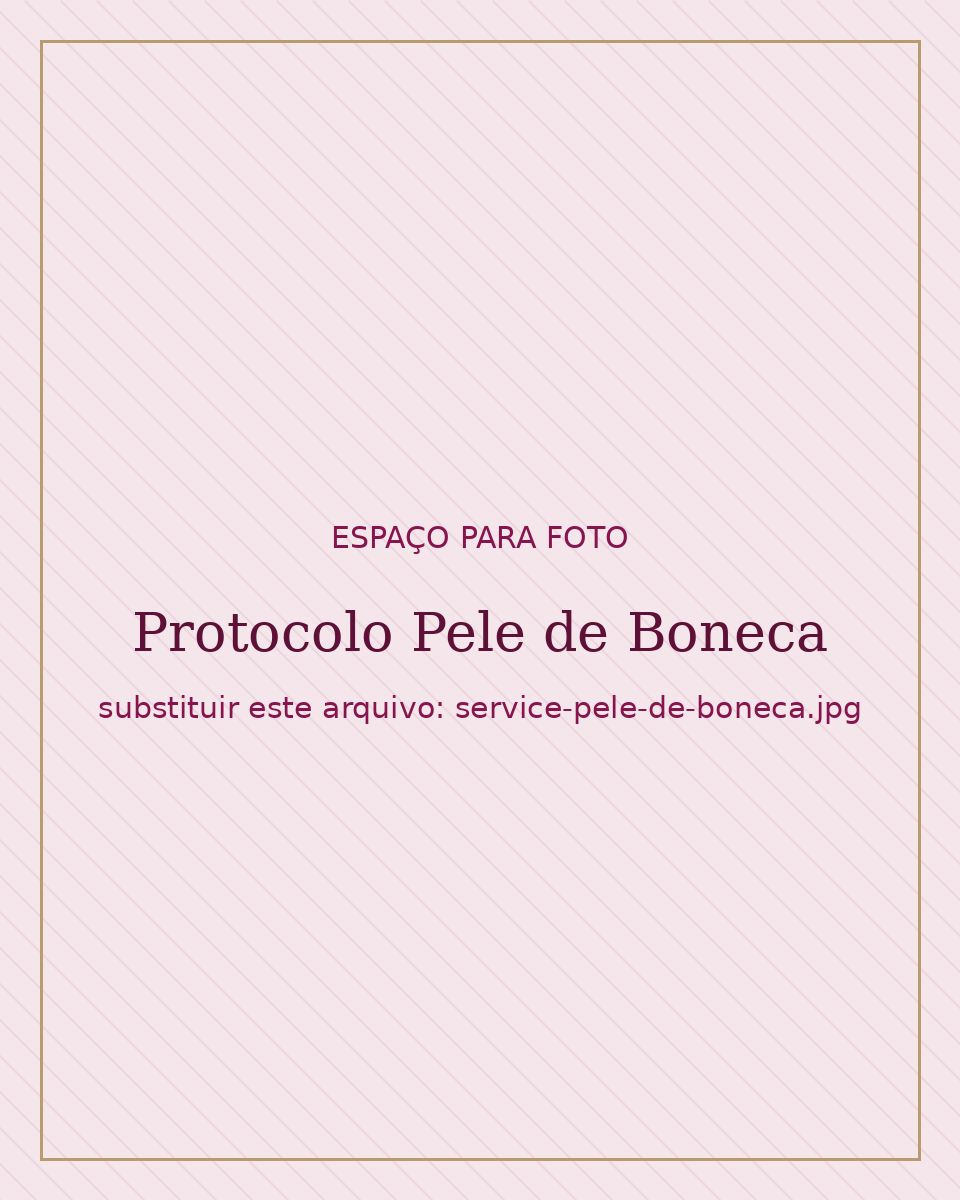 ESPAÇO PARA FOTO
Protocolo Pele de Boneca
substituir este arquivo: service-pele-de-boneca.jpg